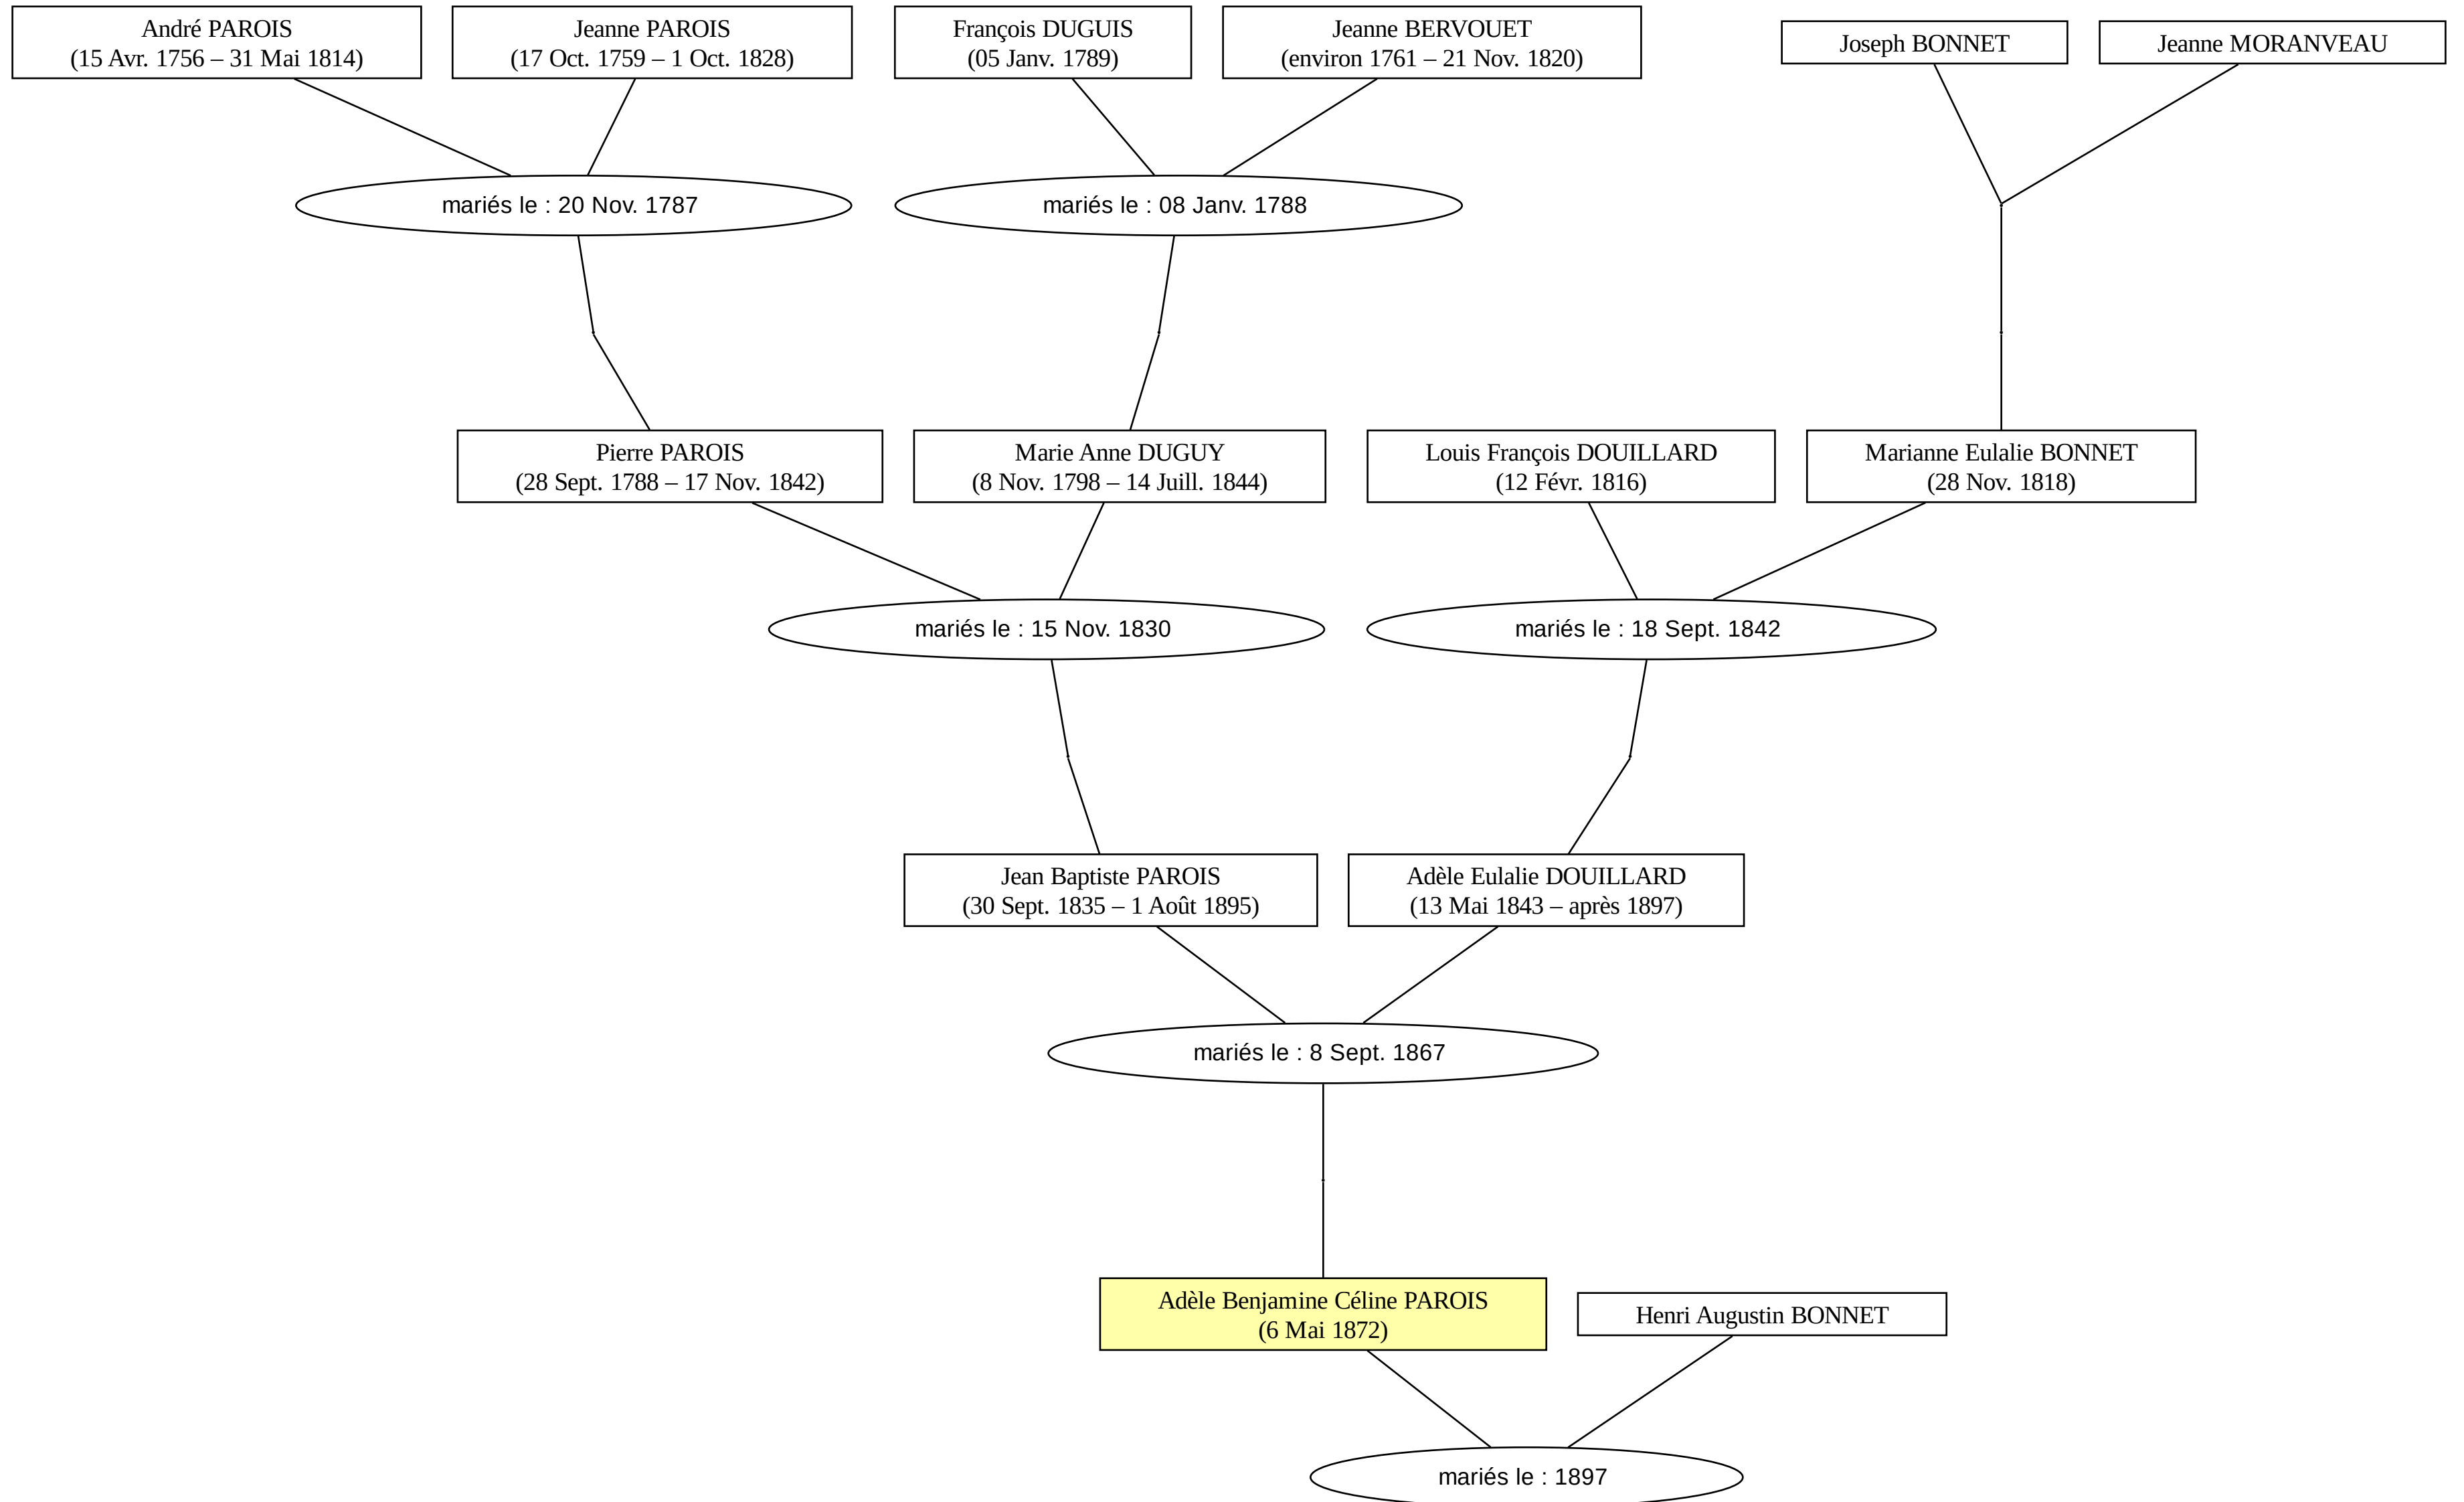 André PAROIS
(15 Avr. 1756 – 31 Mai 1814)
Jeanne PAROIS
(17 Oct. 1759 – 1 Oct. 1828)
François DUGUIS
(05 Janv. 1789)
Jeanne BERVOUET
(environ 1761 – 21 Nov. 1820)
Joseph BONNET
Jeanne MORANVEAU
mariés le : 20 Nov. 1787
mariés le : 08 Janv. 1788
Pierre PAROIS
(28 Sept. 1788 – 17 Nov. 1842)
Marie Anne DUGUY
(8 Nov. 1798 – 14 Juill. 1844)
Louis François DOUILLARD
(12 Févr. 1816)
Marianne Eulalie BONNET
(28 Nov. 1818)
mariés le : 15 Nov. 1830
mariés le : 18 Sept. 1842
Jean Baptiste PAROIS
(30 Sept. 1835 – 1 Août 1895)
Adèle Eulalie DOUILLARD
(13 Mai 1843 – après 1897)
mariés le : 8 Sept. 1867
Adèle Benjamine Céline PAROIS
(6 Mai 1872)
Henri Augustin BONNET
mariés le : 1897